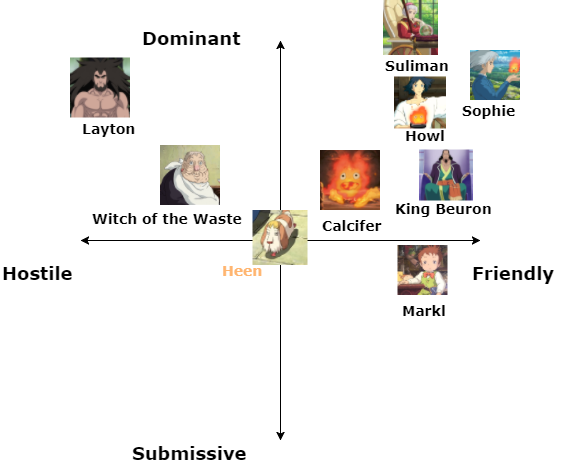 Dominant
Suliman
Sophie
Layton
Howl
King Beuron
Witch of the Waste
Calcifer
Heen
Hostile
Friendly
Markl
Submissive